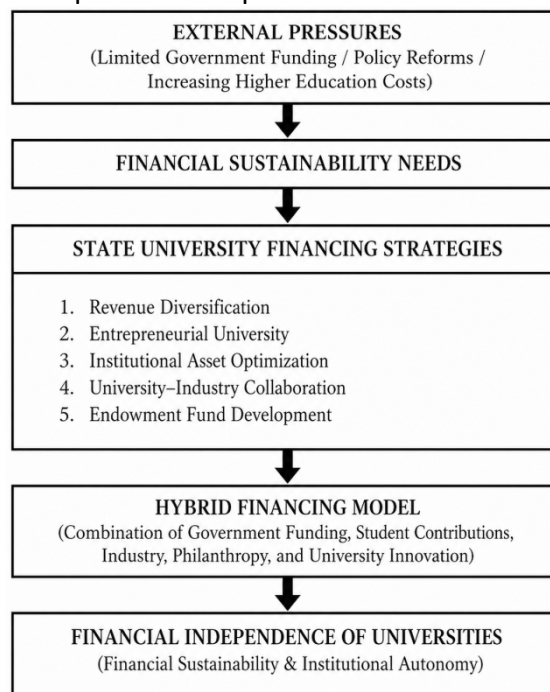 EXTERNAL PRESSURES
(Limited Government Funding / Policy Reforms /
Increasing Higher Education Costs)
FINANCIAL SUSTAINABILITY NEEDS
STATE UNIVERSITY FINANCING STRATEGIES
1. Revenue Diversification
2. Entrepreneurial University
3. Institutional Asset Optimization
4. University–Industry Collaboration
5. Endowment Fund Development
HYBRID FINANCING MODEL
(Combination of Government Funding, Student Contributions,
Industry, Philanthropy, and University Innovation)
FINANCIAL INDEPENDENCE OF UNIVERSITIES
(Financial Sustainability & Institutional Autonomy)